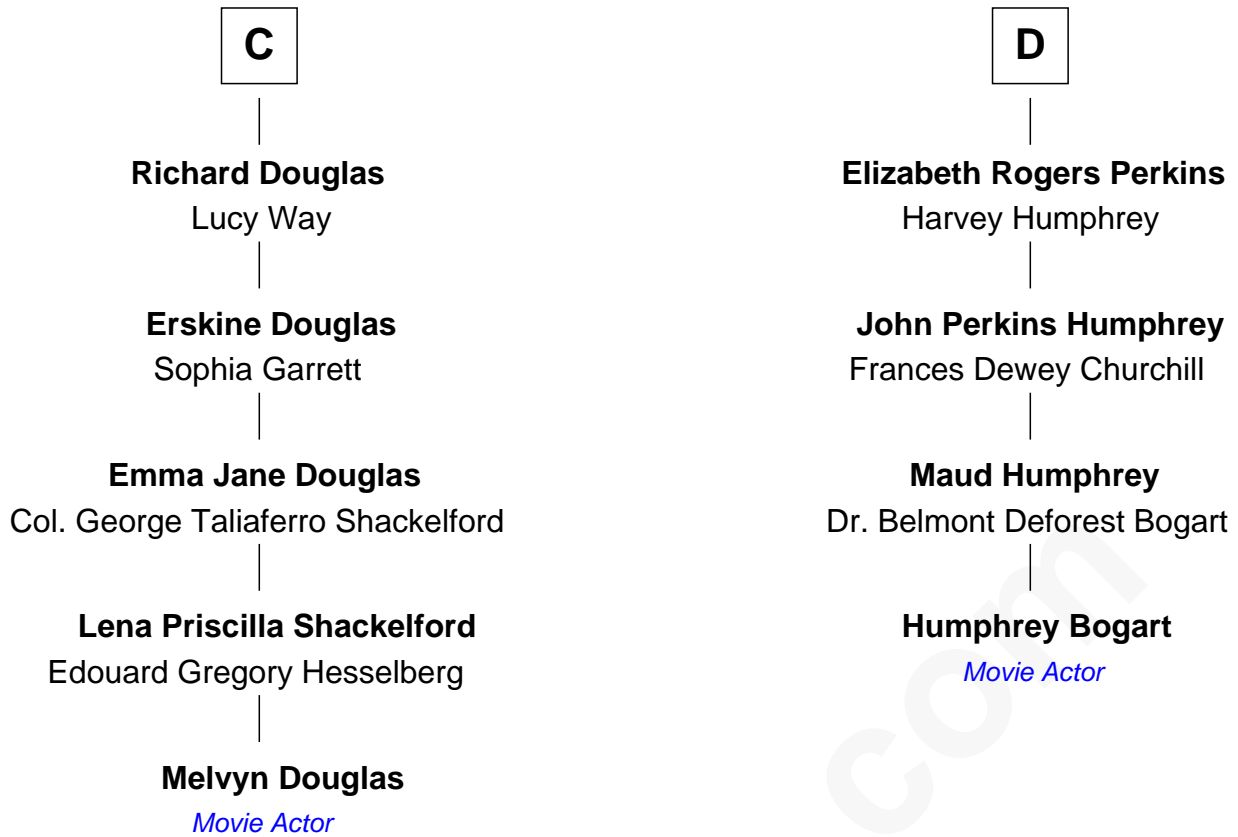 C
Richard Douglas
Lucy Way
Erskine Douglas
Sophia Garrett
Emma Jane Douglas
Col. George Taliaferro Shackelford
Lena Priscilla Shackelford
Edouard Gregory Hesselberg
Melvyn Douglas
Movie Actor
D
Elizabeth Rogers Perkins
Harvey Humphrey
John Perkins Humphrey
Frances Dewey Churchill
Maud Humphrey
Dr. Belmont Deforest Bogart
Humphrey Bogart
Movie Actor
com